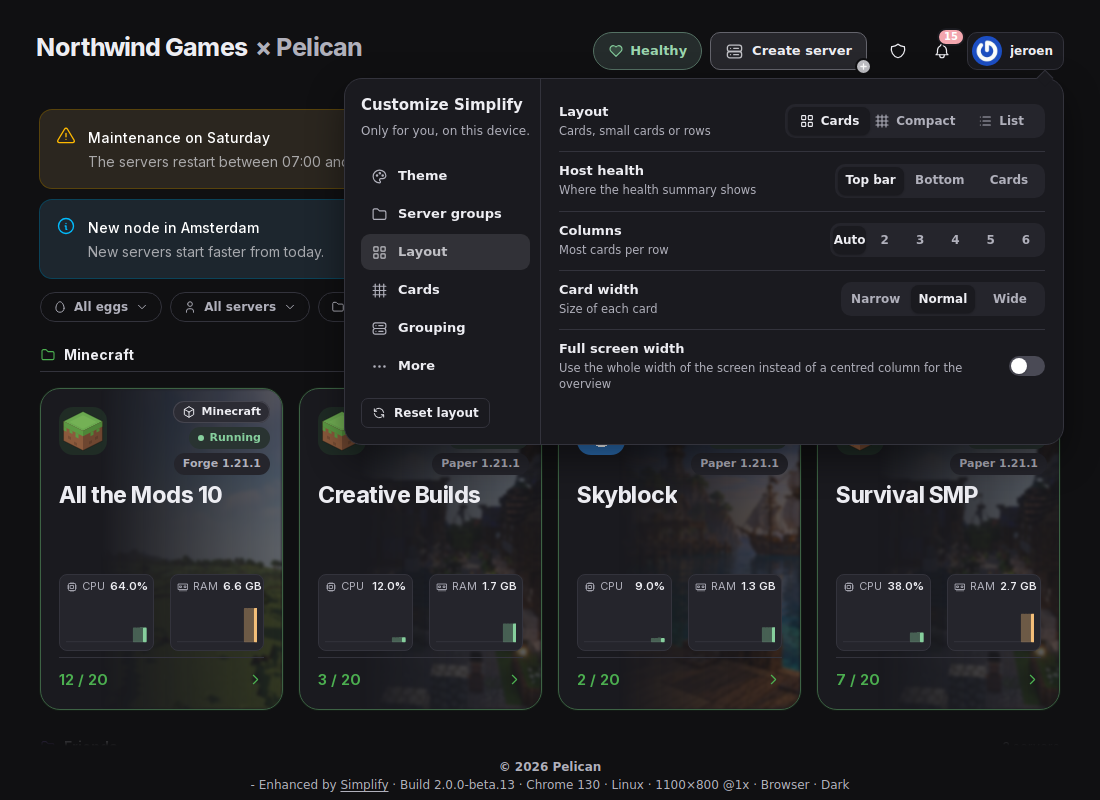 Northwind Games × Pelican
Healthy
Create server
15
jeroen
Maintenance on Saturday
The servers restart between 07:00
New node in Amsterdam
New servers start faster from today.
All eggs
All servers
Minecraft
Customize Simplify
Only for you, on this device.
Theme
Server groups
Layout
Cards
Grouping
More
Reset layout
Layout
Cards, small cards or rows
Cards
Compact
List
Host health
Where the health summary shows
Top bar
Bottom
Cards
Columns
Most cards per row
Auto 2 3 4 5 6
Card width
Size of each card
Narrow
Normal
Wide
Full screen width
Use the whole width of the screen instead of a centred column for the
overview
Minecraft
Running
Forge 1.21.1
All the Mods 10
CPU 64.0%
RAM 6.6 GB
12 / 20
Paper 1.21.1
Creative Builds
CPU 12.0%
RAM 1.7 GB
3 / 20
Paper 1.21.1
Skyblock
CPU 9.0%
RAM 1.3 GB
2 / 20
Paper 1.21.1
Survival SMP
CPU 38.0%
RAM 2.7 GB
7 / 20
Friends
© 2026 Pelican
- Enhanced by Simplify · Build 2.0.0-beta.13 · Chrome 130 · Linux · 1100×800 @1x · Browser · Dark